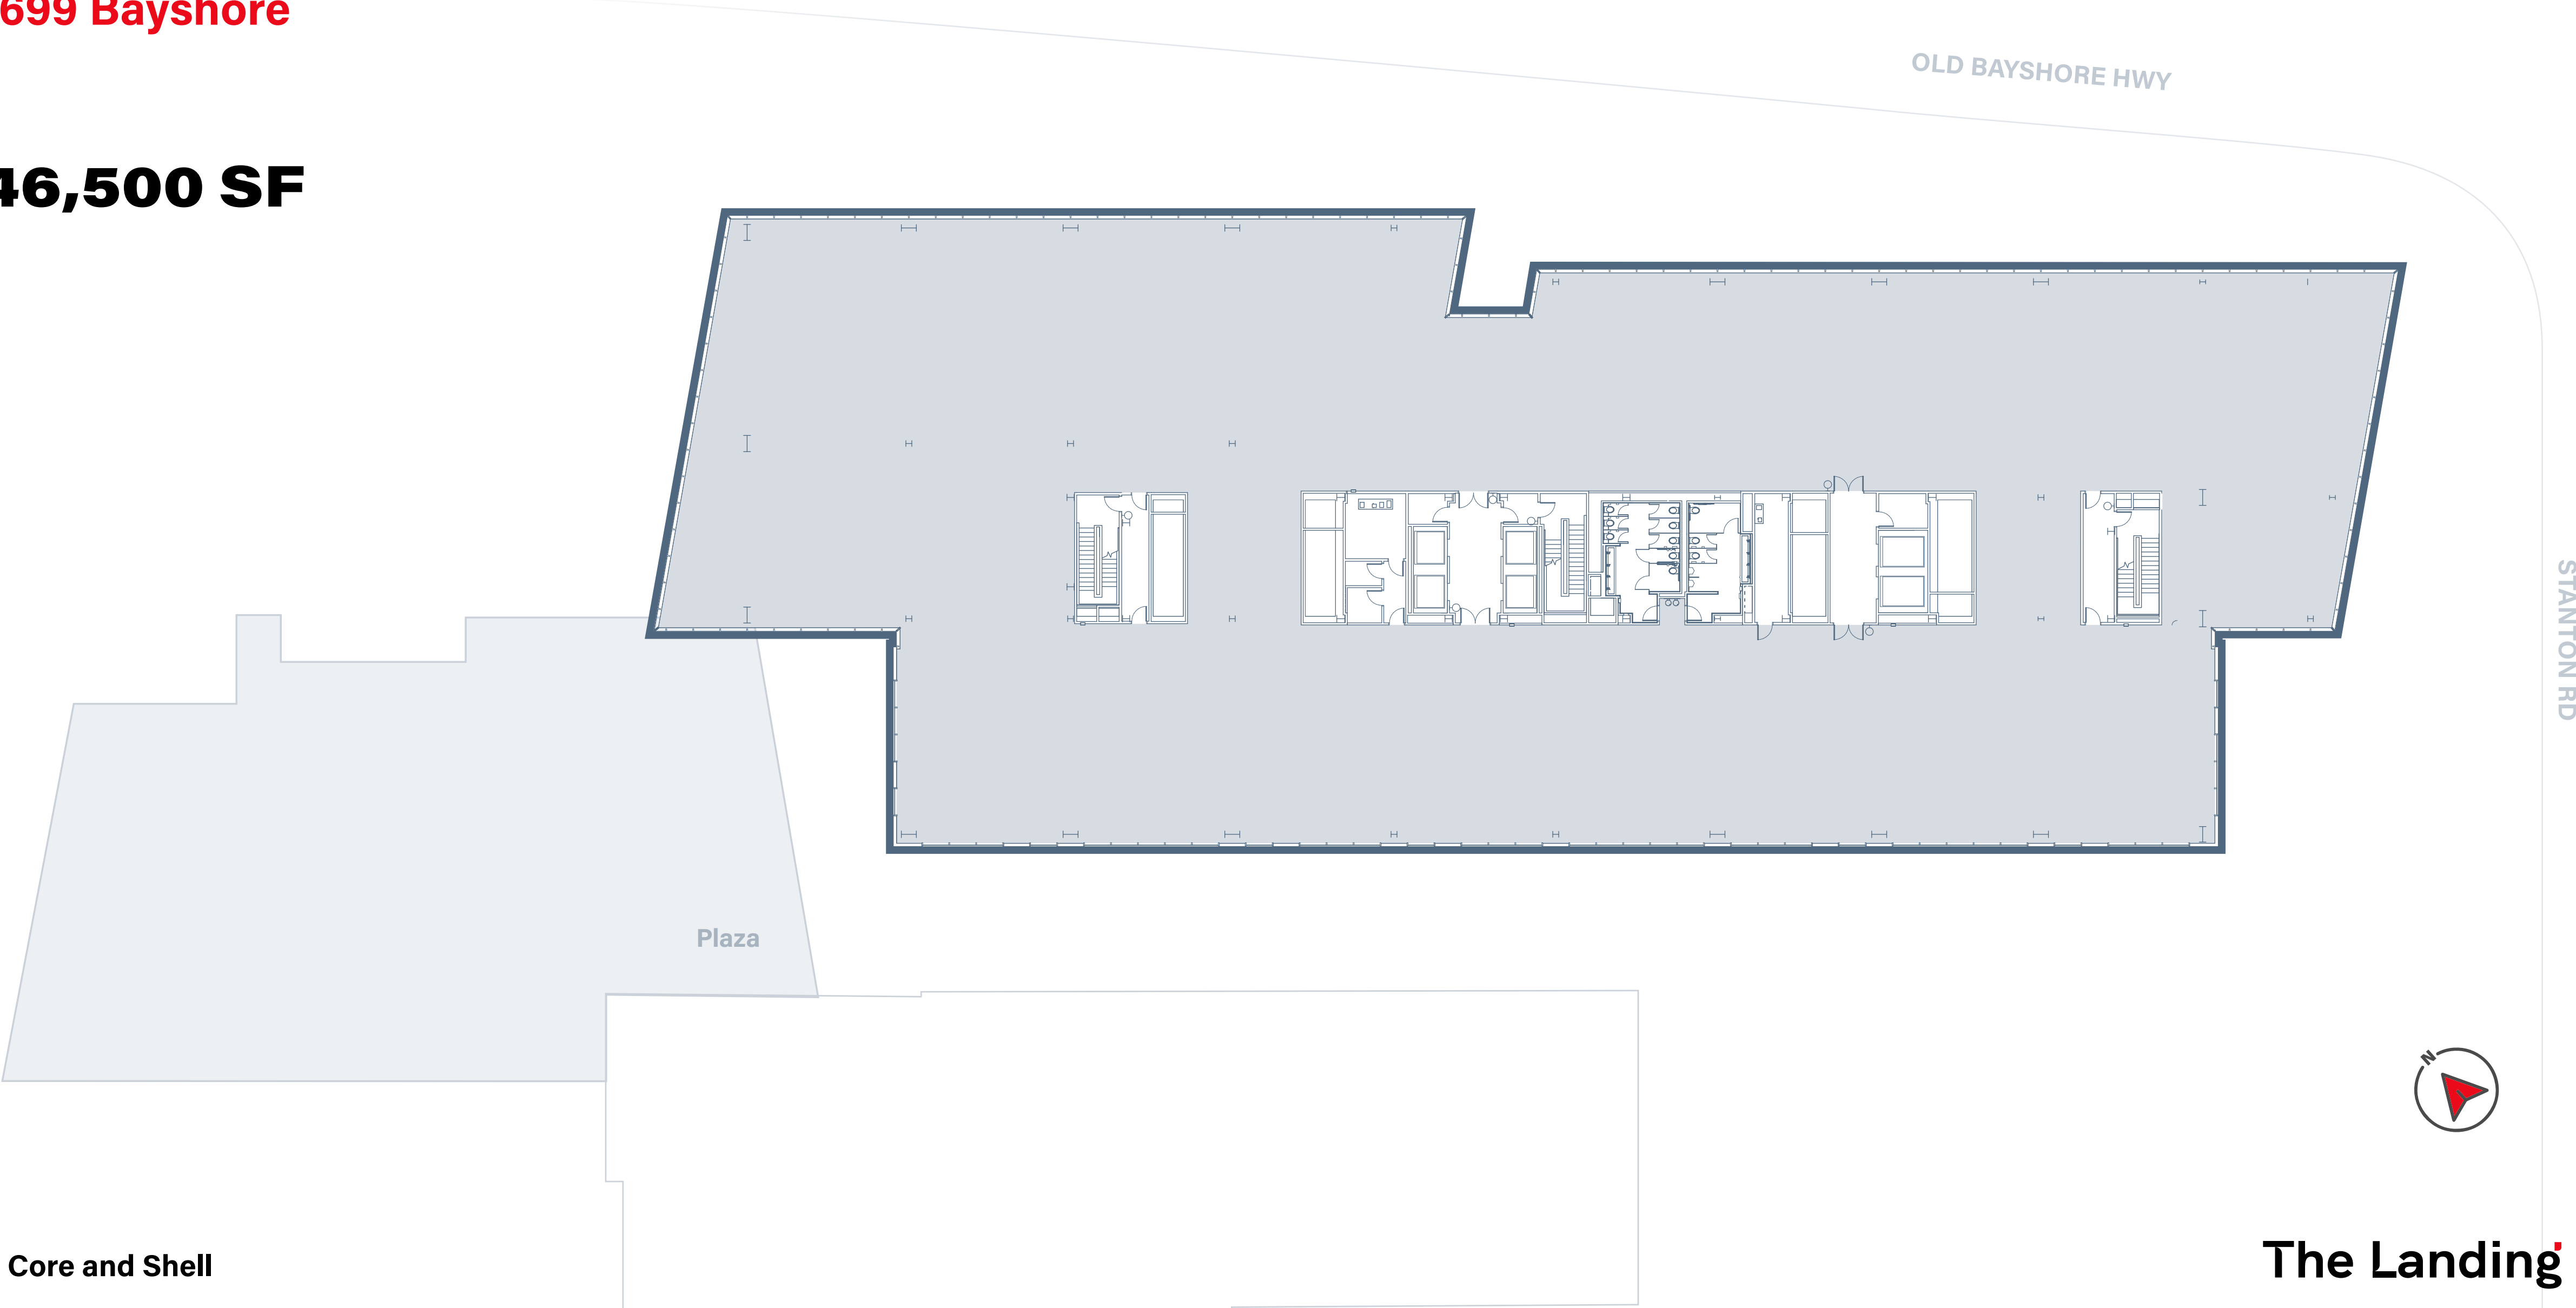 699 Bayshore
OLD BAYSHORE HWY
46,500 SF
STANTON RD
Plaza
N
Core and Shell
The Landing